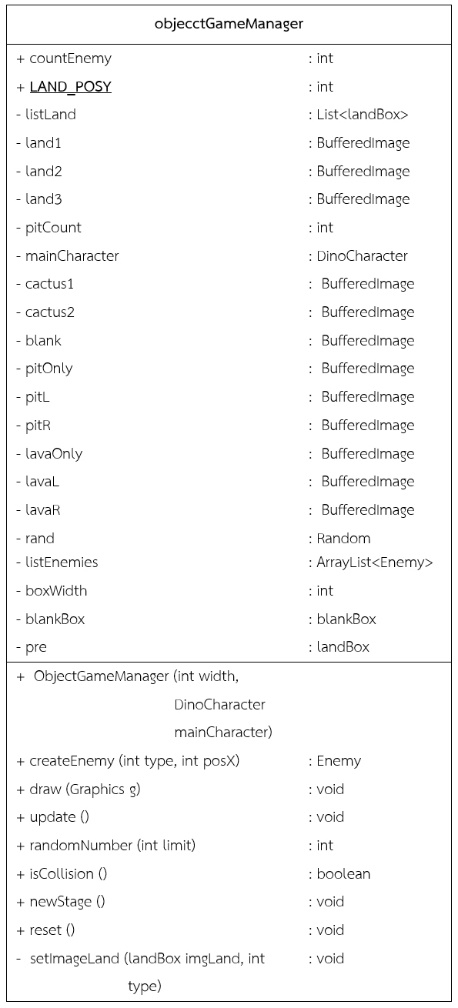 objecctGameManager
+ countEnemy : int
+ LAND_POSY : int
- listLand : List<landBox>
- land1 : BufferedImage
- land2 : BufferedImage
- land3 : BufferedImage
- pitCount : int
- mainCharacter : DinoCharacter
- cactus1 : BufferedImage
- cactus2 : BufferedImage
- blank : BufferedImage
- pitOnly : BufferedImage
- pitL : BufferedImage
- pitR : BufferedImage
- lavaOnly : BufferedImage
- lavaL : BufferedImage
- lavaR : BufferedImage
- rand : Random
- listEnemies : ArrayList<Enemy>
- boxWidth : int
- blankBox : blankBox
- pre : landBox
+ ObjectGameManager (int width,
DinoCharacter
mainCharacter)
+ createEnemy (int type, int posX) : Enemy
+ draw (Graphics g) : void
+ update () : void
+ randomNumber (int limit) : int
+ isCollision () : boolean
+ newStage () : void
+ reset () : void
- setImageLand (landBox imgLand, int : void
type)